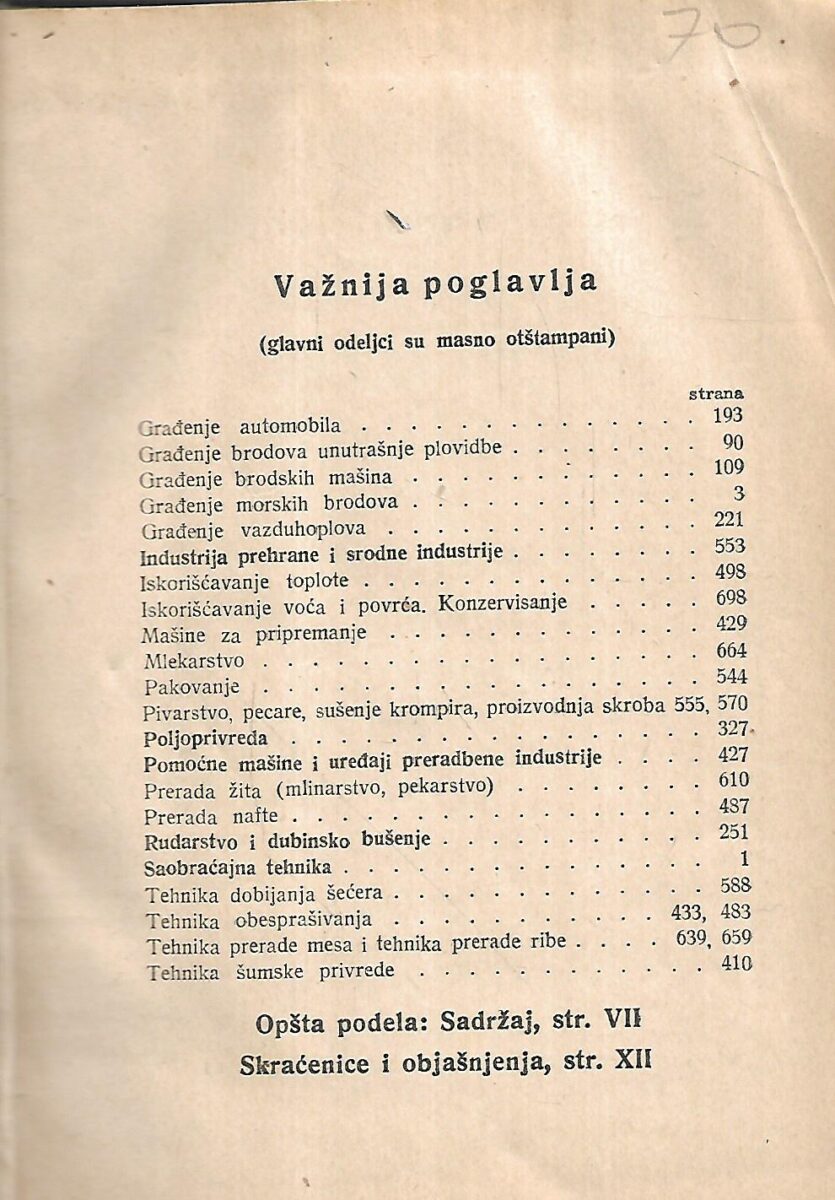 70
Važnija poglavlja
(glavni odeljci su masno otštampani)
strana
Građenje automobila . . . . . . . . . . . . . . 193
Građenje brodova unutrašnje plovidbe . . . . . . . . 90
Građenje brodskih mašina . . . . . . . . . . . . 109
Građenje morskih brodova . . . . . . . . . . . . 3
Građenje vazduhoplova . . . . . . . . . . . . . 221
Industrija prehrane i srodne industrije . . . . . . . . 553
Iskorišćavanje toplote . . . . . . . . . . . . . . 498
Iskorišćavanje voća i povrća. Konzervisanje . . . . . 698
Mašine za pripremanje . . . . . . . . . . . . . 429
Mlekarstvo . . . . . . . . . . . . . . . . . 664
Pakovanje . . . . . . . . . . . . . . . . . 544
Pivarstvo, pecare, sušenje krompira, proizvodnja skroba 555, 570
Poljoprivreda . . . . . . . . . . . . . . . . 327
Pomoćne mašine i uređaji preradbene industrije . . . . 427
Prerada žita (mlinarstvo, pekarstvo) . . . . . . . . 610
Prerada nafte . . . . . . . . . . . . . . . . 487
Rudarstvo i dubinsko bušenje . . . . . . . . . . . 251
Saobraćajna tehnika . . . . . . . . . . . . . . . 1
Tehnika dobijanja šećera . . . . . . . . . . . . . 588
Tehnika obesprašivanja . . . . . . . . . . . 433, 483
Tehnika prerade mesa i tehnika prerade ribe . . . . 639, 659
Tehnika šumske privrede . . . . . . . . . . . . 410
Opšta podela: Sadržaj, str. VII
Skraćenice i objašnjenja, str. XII